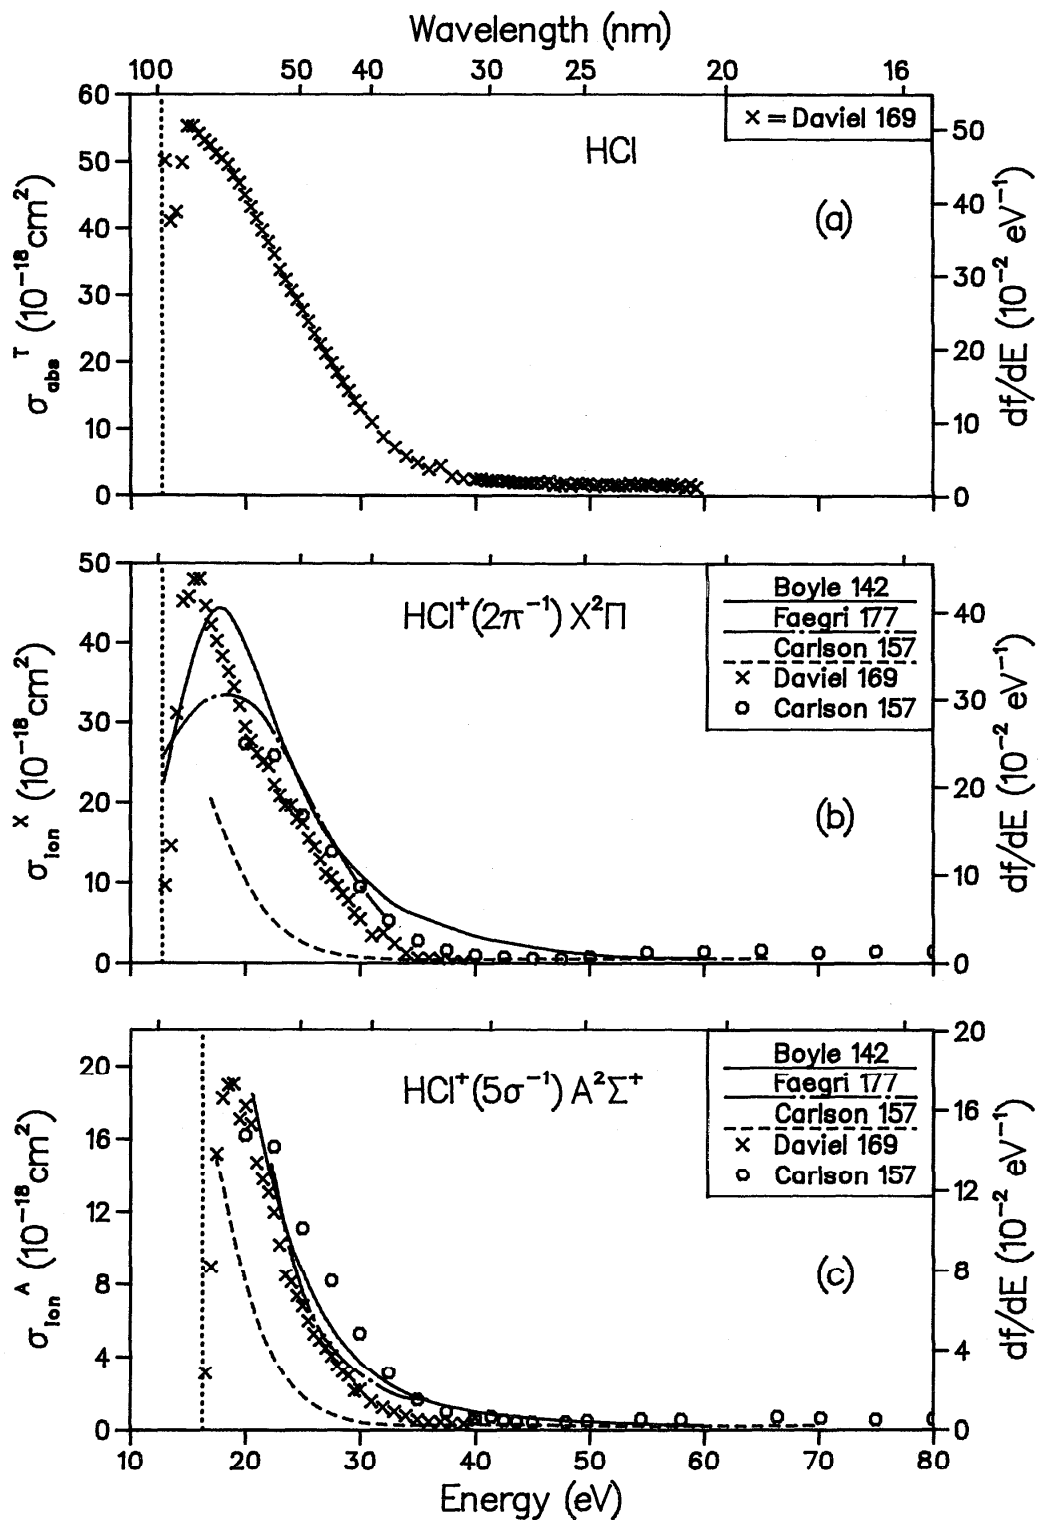 Wavelength (nm)
100 50 40 30 25 20 16
60
50
40
30
20
10
0
σ_abs^T (10⁻¹⁸cm²)
× = Daviel 169
HCl
(a)
50
40
30
20
10
0
df/dE (10⁻² eV⁻¹)
50
40
30
20
10
0
σ_ion^X (10⁻¹⁸cm²)
HCl⁺(2π⁻¹) X²Π
Boyle 142
Faegri 177
Carlson 157
× Daviel 169
o Carlson 157
(b)
40
30
20
10
0
df/dE (10⁻² eV⁻¹)
20
16
12
8
4
0
σ_ion^A (10⁻¹⁸cm²)
HCl⁺(5σ⁻¹) A²Σ⁺
Boyle 142
Faegri 177
Carlson 157
× Daviel 169
o Carlson 157
(c)
20
16
12
8
4
0
df/dE (10⁻² eV⁻¹)
10 20 30 40 50 60 70 80
Energy (eV)